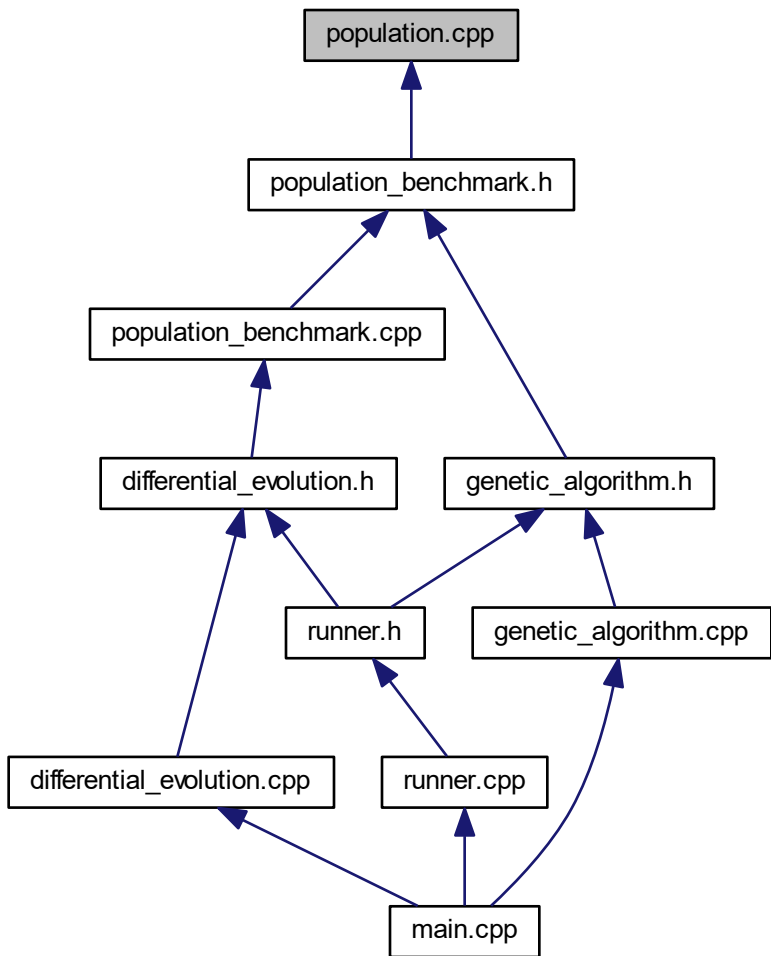 population.cpp
population_benchmark.h
population_benchmark.cpp
differential_evolution.h
genetic_algorithm.h
runner.h
genetic_algorithm.cpp
differential_evolution.cpp
runner.cpp
main.cpp